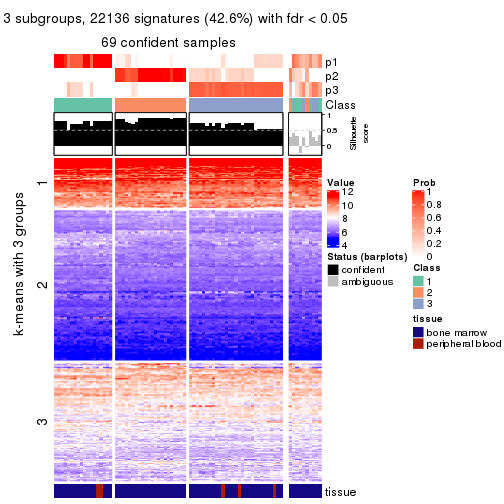 3 subgroups, 22136 signatures (42.6%) with fdr < 0.05
69 confident samples
p1
p2
p3
Class
1
0.5
0
Silhouette
score
k-means with 3 groups
1
2
3
tissue
Value
12
10
8
6
4
Status (barplots)
confident
ambiguous
Prob
1
0.8
0.6
0.4
0.2
0
Class
1
2
3
tissue
bone marrow
peripheral blood